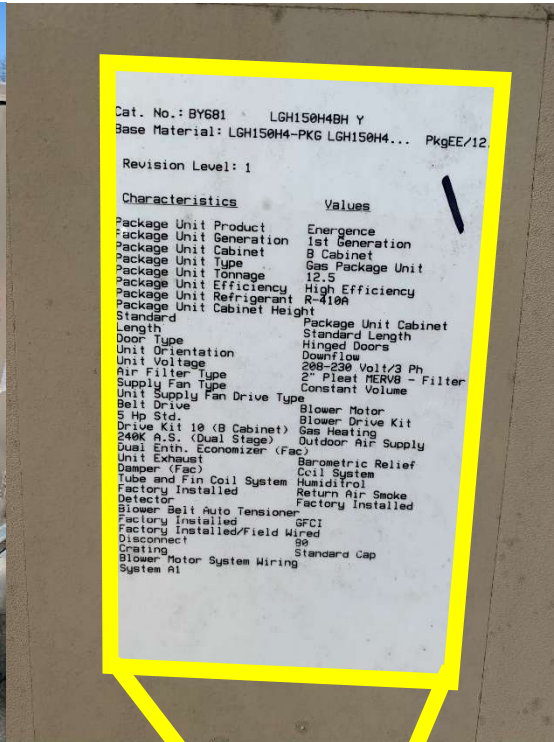 Cat. No.: BY681 LGH150H4BH Y
Base Material: LGH150H4-PKG LGH150H4... PkgEE/12.
Revision Level: 1
Characteristics Values
Package Unit Product Energence
Package Unit Generation 1st Generation
Package Unit Cabinet B Cabinet
Package Unit Type Gas Package Unit
Package Unit Tonnage 12.5
Package Unit Efficiency High Efficiency
Package Unit Refrigerant R-410A
Package Unit Cabinet Height
Standard Package Unit Cabinet
Length Standard Length
Door Type Hinged Doors
Unit Orientation Downflow
Unit Voltage 208-230 Volt/3 Ph
Air Filter Type 2" Pleat MERV8 - Filter
Supply Fan Type Constant Volume
Unit Supply Fan Drive Type
Belt Drive Blower Motor
5 Hp Std. Blower Drive Kit
Drive Kit 10 (B Cabinet) Gas Heating
240K A.S. (Dual Stage) Outdoor Air Supply
Dual Enth. Economizer (Fac)
Unit Exhaust Barometric Relief
Damper (Fac) Coil System
Tube and Fin Coil System Humiditrol
Factory Installed Return Air Smoke
Detector Factory Installed
Blower Belt Auto Tensioner
Factory Installed GFCI
Factory Installed/Field Wired
Disconnect 90
Crating Standard Cap
Blower Motor System Wiring
System A1